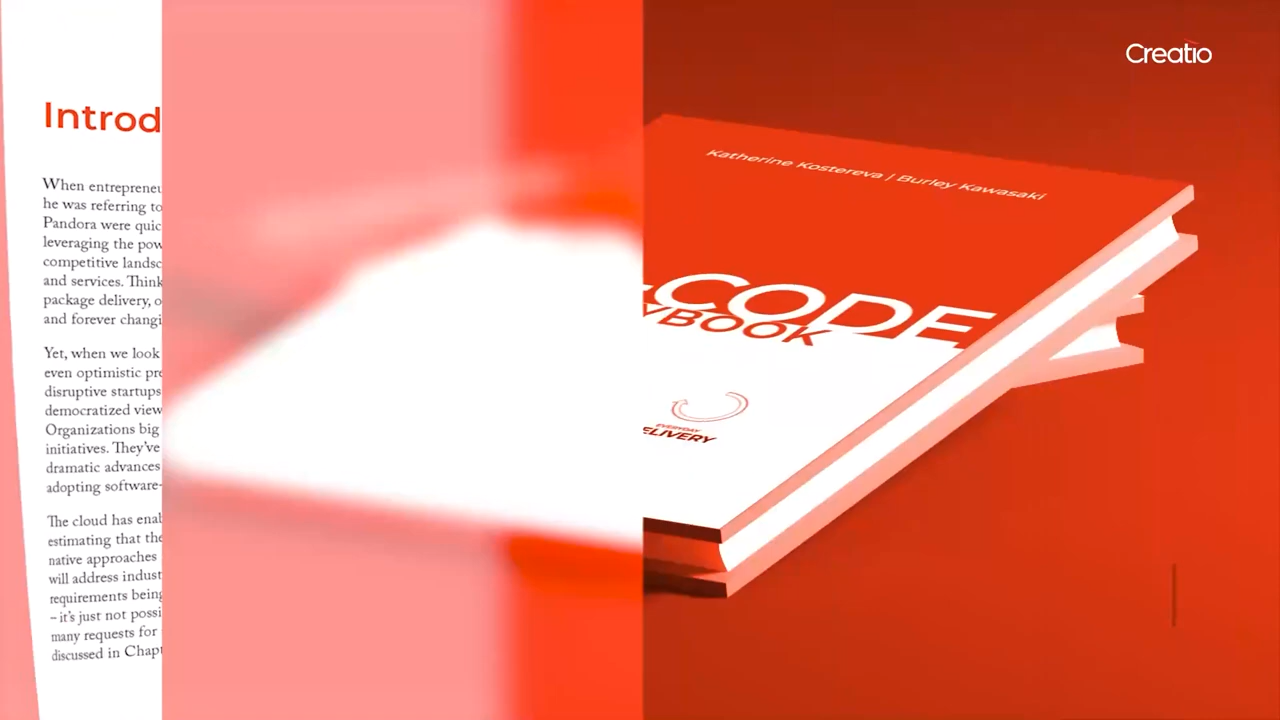 Introd
When entrepreneu
he was referring to
Pandora were quic
leveraging the pow
competitive landsc
and services. Think
package delivery, o
and forever changi
Yet, when we look
even optimistic pre
disruptive startups
democratized view
Organizations big
initiatives. They've
dramatic advances
adopting software-
The cloud has enab
estimating that the
native approaches
will address indust
requirements being
– it's just not possi
many requests for
discussed in Chapt
Creatio
Katherine Kostereva | Burley Kawasaki
-CODE
YBOOK
EVERYDAY
ELIVERY